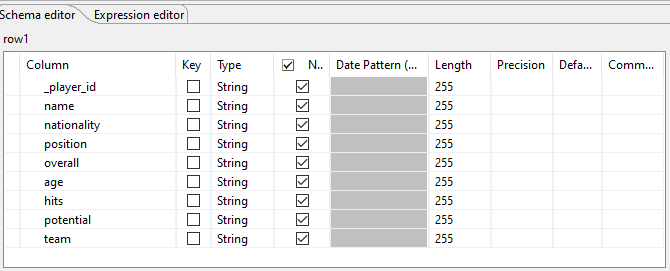 Schema editor Expression editor
row1
Column Key Type N.. Date Pattern (... Length Precision Defa... Comm...
_player_id String 255
name String 255
nationality String 255
position String 255
overall String 255
age String 255
hits String 255
potential String 255
team String 255